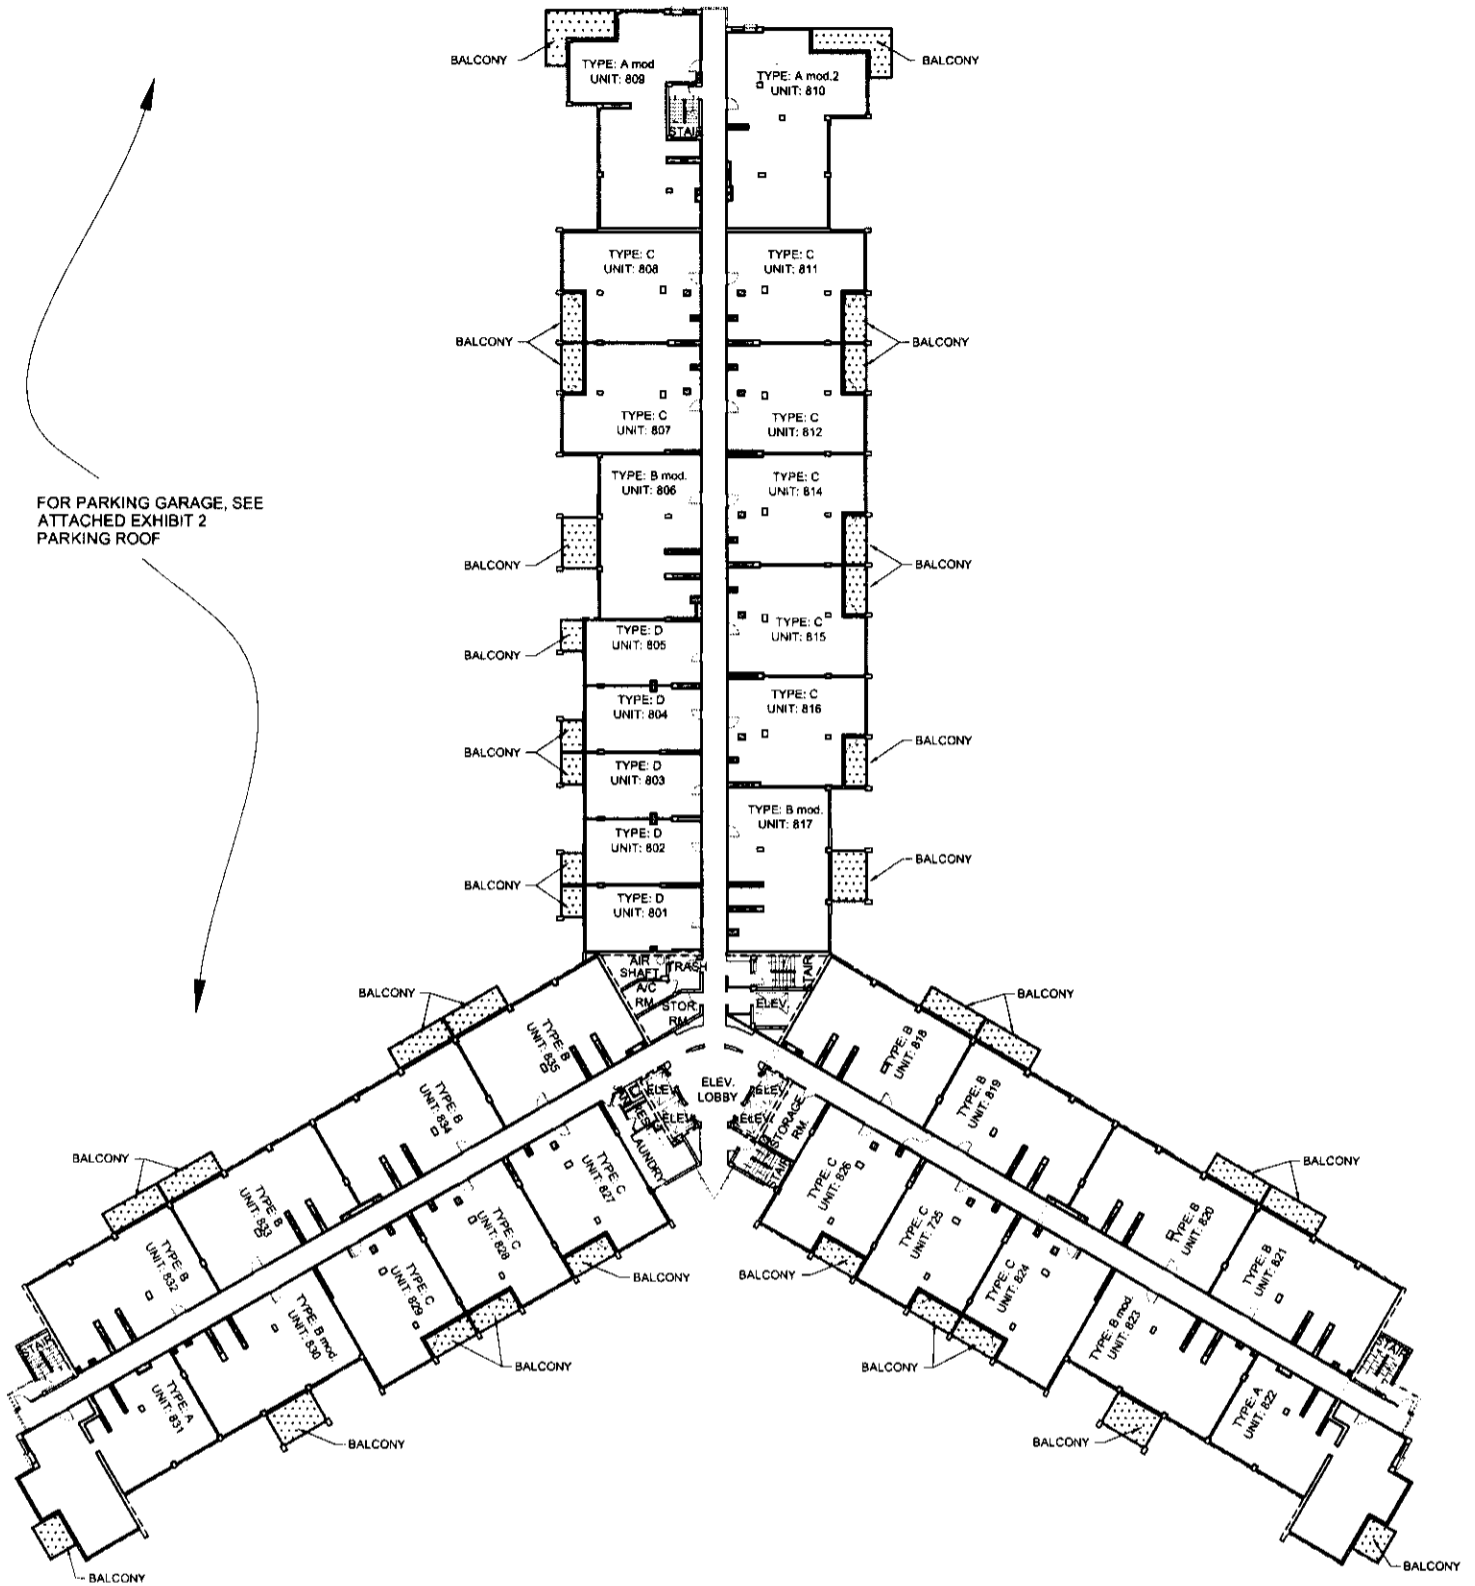 BALCONY
TYPE: A mod
UNIT: 809
STAIR
TYPE: A mod.2
UNIT: 810
BALCONY
TYPE: C
UNIT: 808
TYPE: C
UNIT: 811
BALCONY
BALCONY
TYPE: C
UNIT: 807
TYPE: C
UNIT: 812
FOR PARKING GARAGE, SEE
ATTACHED EXHIBIT 2
PARKING ROOF
TYPE: B mod.
UNIT: 806
TYPE: C
UNIT: 814
BALCONY
BALCONY
TYPE: D
UNIT: 805
TYPE: C
UNIT: 815
BALCONY
TYPE: D
UNIT: 804
TYPE: C
UNIT: 816
BALCONY
BALCONY
TYPE: D
UNIT: 803
TYPE: B mod.
UNIT: 817
TYPE: D
UNIT: 802
BALCONY
BALCONY
TYPE: D
UNIT: 801
AIR
SHAFT
TRASH
A/C
RM.
STOR.
RM.
STAIR
ELEV.
BALCONY
BALCONY
TYPE: B
UNIT: 835
TYPE: B
UNIT: 818
ELEV.
LOBBY
ELEV.
ELEV.
ELEV.
ELEV.
JAN
LAUNDRY
STORAGE
RM.
STAIR
TYPE: B
UNIT: 834
TYPE: B
UNIT: 819
BALCONY
BALCONY
TYPE: C
UNIT: 827
TYPE: C
UNIT: 826
TYPE: B
UNIT: 833
TYPE: C
UNIT: 828
TYPE: C
UNIT: 725
TYPE: B
UNIT: 820
TYPE: B
UNIT: 832
TYPE: C
UNIT: 829
BALCONY
BALCONY
TYPE: C
UNIT: 824
TYPE: B
UNIT: 821
TYPE: B mod.
UNIT: 830
TYPE: B mod.
UNIT: 823
BALCONY
BALCONY
STAIR
TYPE: A
UNIT: 831
TYPE: A
UNIT: 822
BALCONY
BALCONY
BALCONY
BALCONY